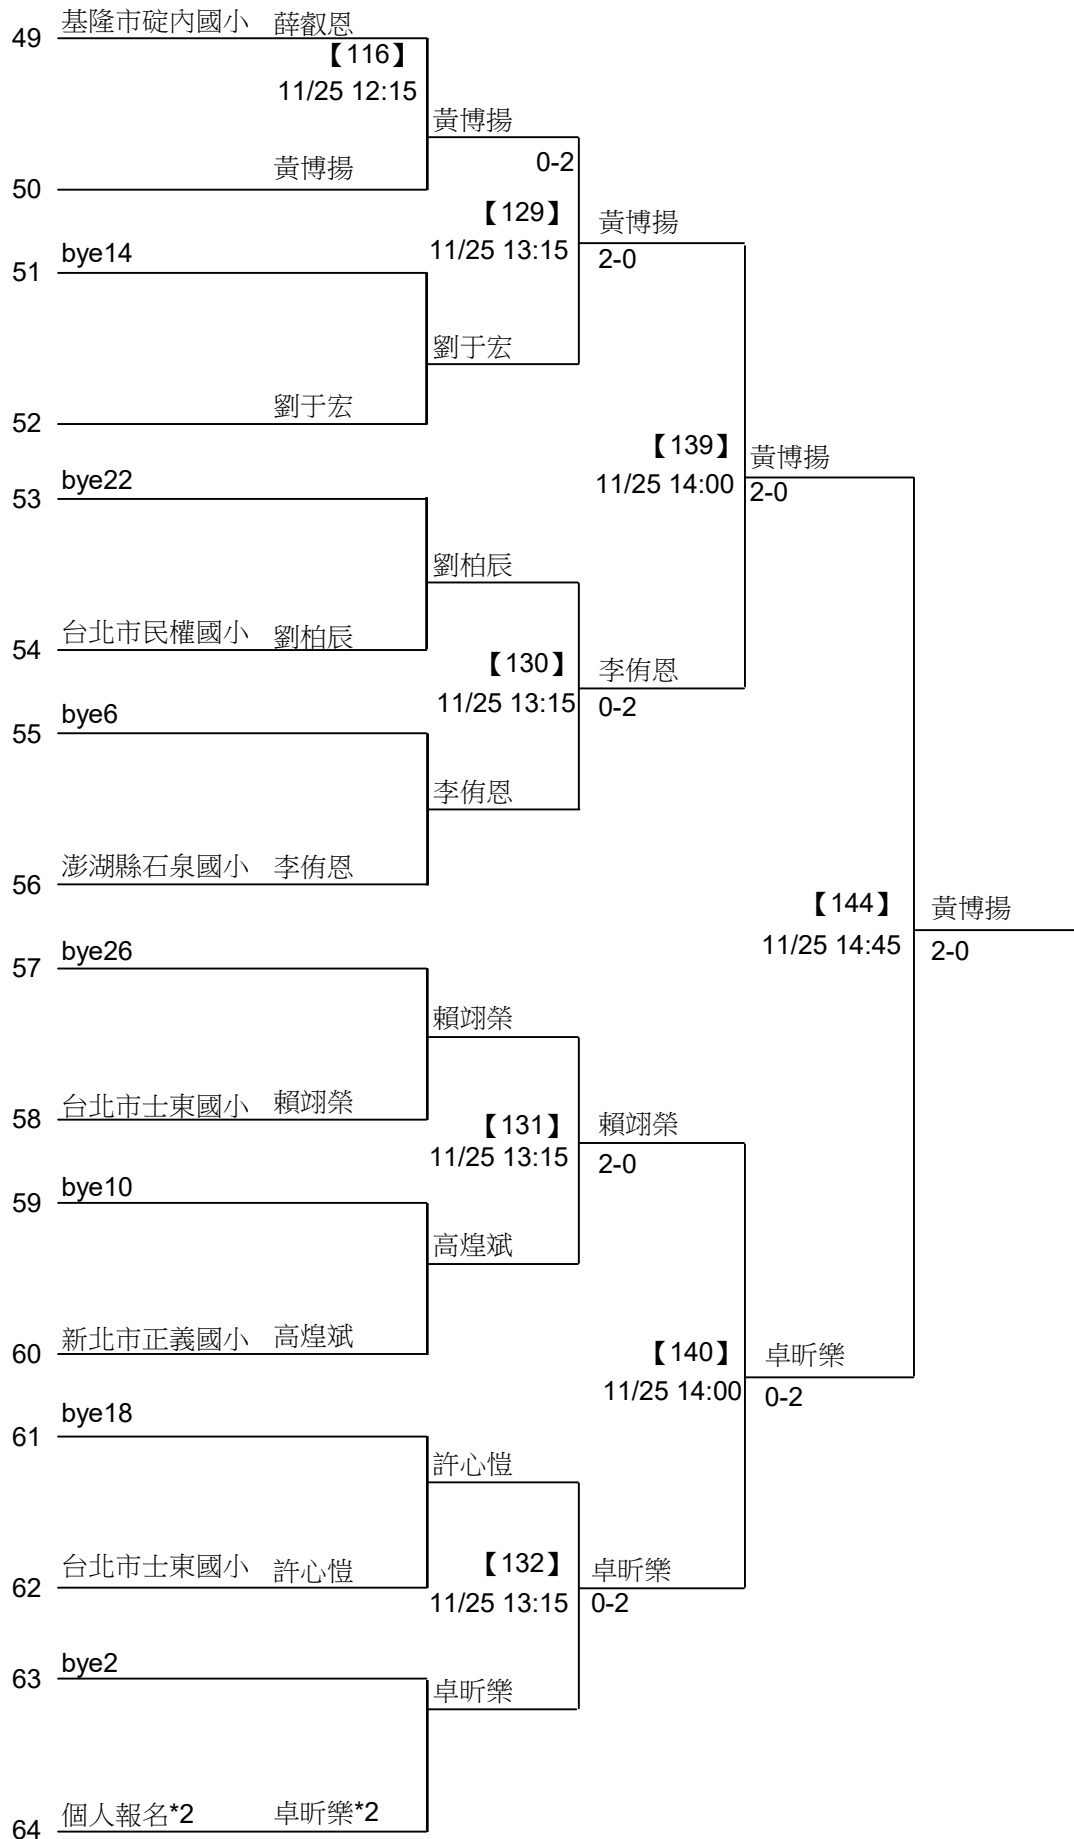 49 基隆市碇內國小 薛叡恩
【116】
11/25 12:15
黃博揚
0-2
50 黃博揚
【129】
11/25 13:15
黃博揚
2-0
51 bye14
劉于宏
52 劉于宏
【139】
11/25 14:00
黃博揚
2-0
53 bye22
劉柏辰
54 台北市民權國小 劉柏辰
【130】
11/25 13:15
李侑恩
0-2
55 bye6
李侑恩
56 澎湖縣石泉國小 李侑恩
【144】
11/25 14:45
黃博揚
2-0
57 bye26
賴翊榮
58 台北市士東國小 賴翊榮
【131】
11/25 13:15
賴翊榮
2-0
59 bye10
高煌斌
60 新北市正義國小 高煌斌
【140】
11/25 14:00
卓昕樂
0-2
61 bye18
許心愷
62 台北市士東國小 許心愷
【132】
11/25 13:15
卓昕樂
0-2
63 bye2
卓昕樂
64 個人報名*2 卓昕樂*2